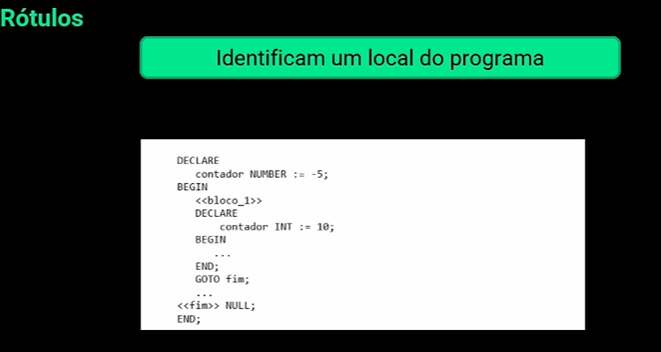 Rótulos
Identificam um local do programa
DECLARE
contador NUMBER := -5;
BEGIN
<<bloco_1>>
DECLARE
contador INT := 10;
BEGIN
...
END;
GOTO fim;
...
<<fim>> NULL;
END;